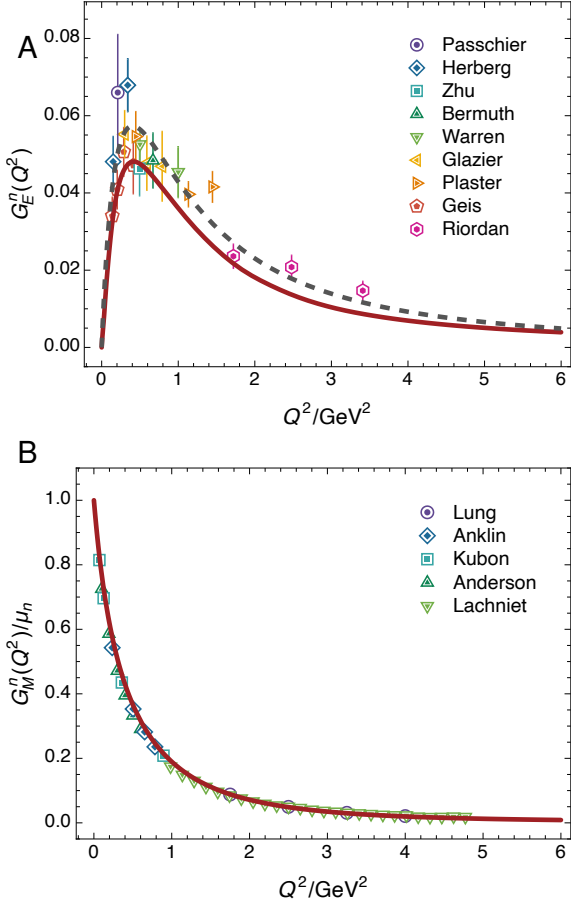 A
G_E^n(Q^2)
0.08
0.06
0.04
0.02
0.00
Passchier
Herberg
Zhu
Bermuth
Warren
Glazier
Plaster
Geis
Riordan
0 1 2 3 4 5 6
Q^2/GeV^2
B
G_M^n(Q^2)/μ_n
1.0
0.8
0.6
0.4
0.2
0.0
Lung
Anklin
Kubon
Anderson
Lachniet
0 1 2 3 4 5 6
Q^2/GeV^2